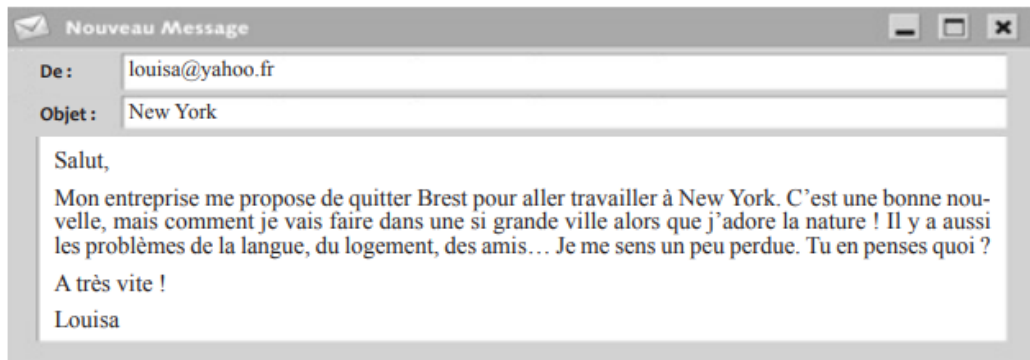 Nouveau Message
De : louisa@yahoo.fr
Objet : New York
Salut,
Mon entreprise me propose de quitter Brest pour aller travailler à New York. C’est une bonne nou-
velle, mais comment je vais faire dans une si grande ville alors que j’adore la nature ! Il y a aussi
les problèmes de la langue, du logement, des amis… Je me sens un peu perdue. Tu en penses quoi ?
A très vite !
Louisa